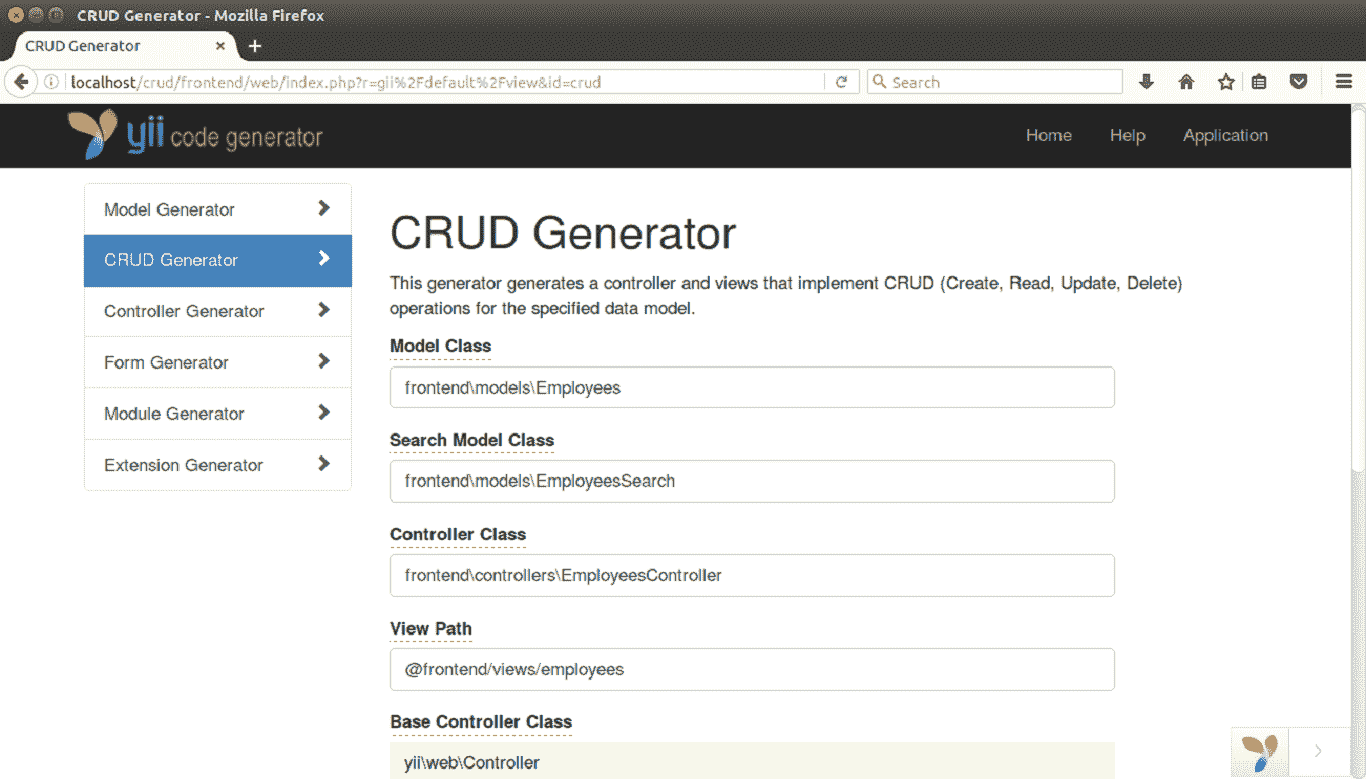 CRUD Generator - Mozilla Firefox
CRUD Generator
localhost/crud/frontend/web/index.php?r=gii%2Fdefault%2Fview&id=crud
Search
yii code generator
Home
Help
Application
Model Generator
CRUD Generator
Controller Generator
Form Generator
Module Generator
Extension Generator
CRUD Generator
This generator generates a controller and views that implement CRUD (Create, Read, Update, Delete)
operations for the specified data model.
Model Class
frontend\models\Employees
Search Model Class
frontend\models\EmployeesSearch
Controller Class
frontend\controllers\EmployeesController
View Path
@frontend/views/employees
Base Controller Class
yii\web\Controller